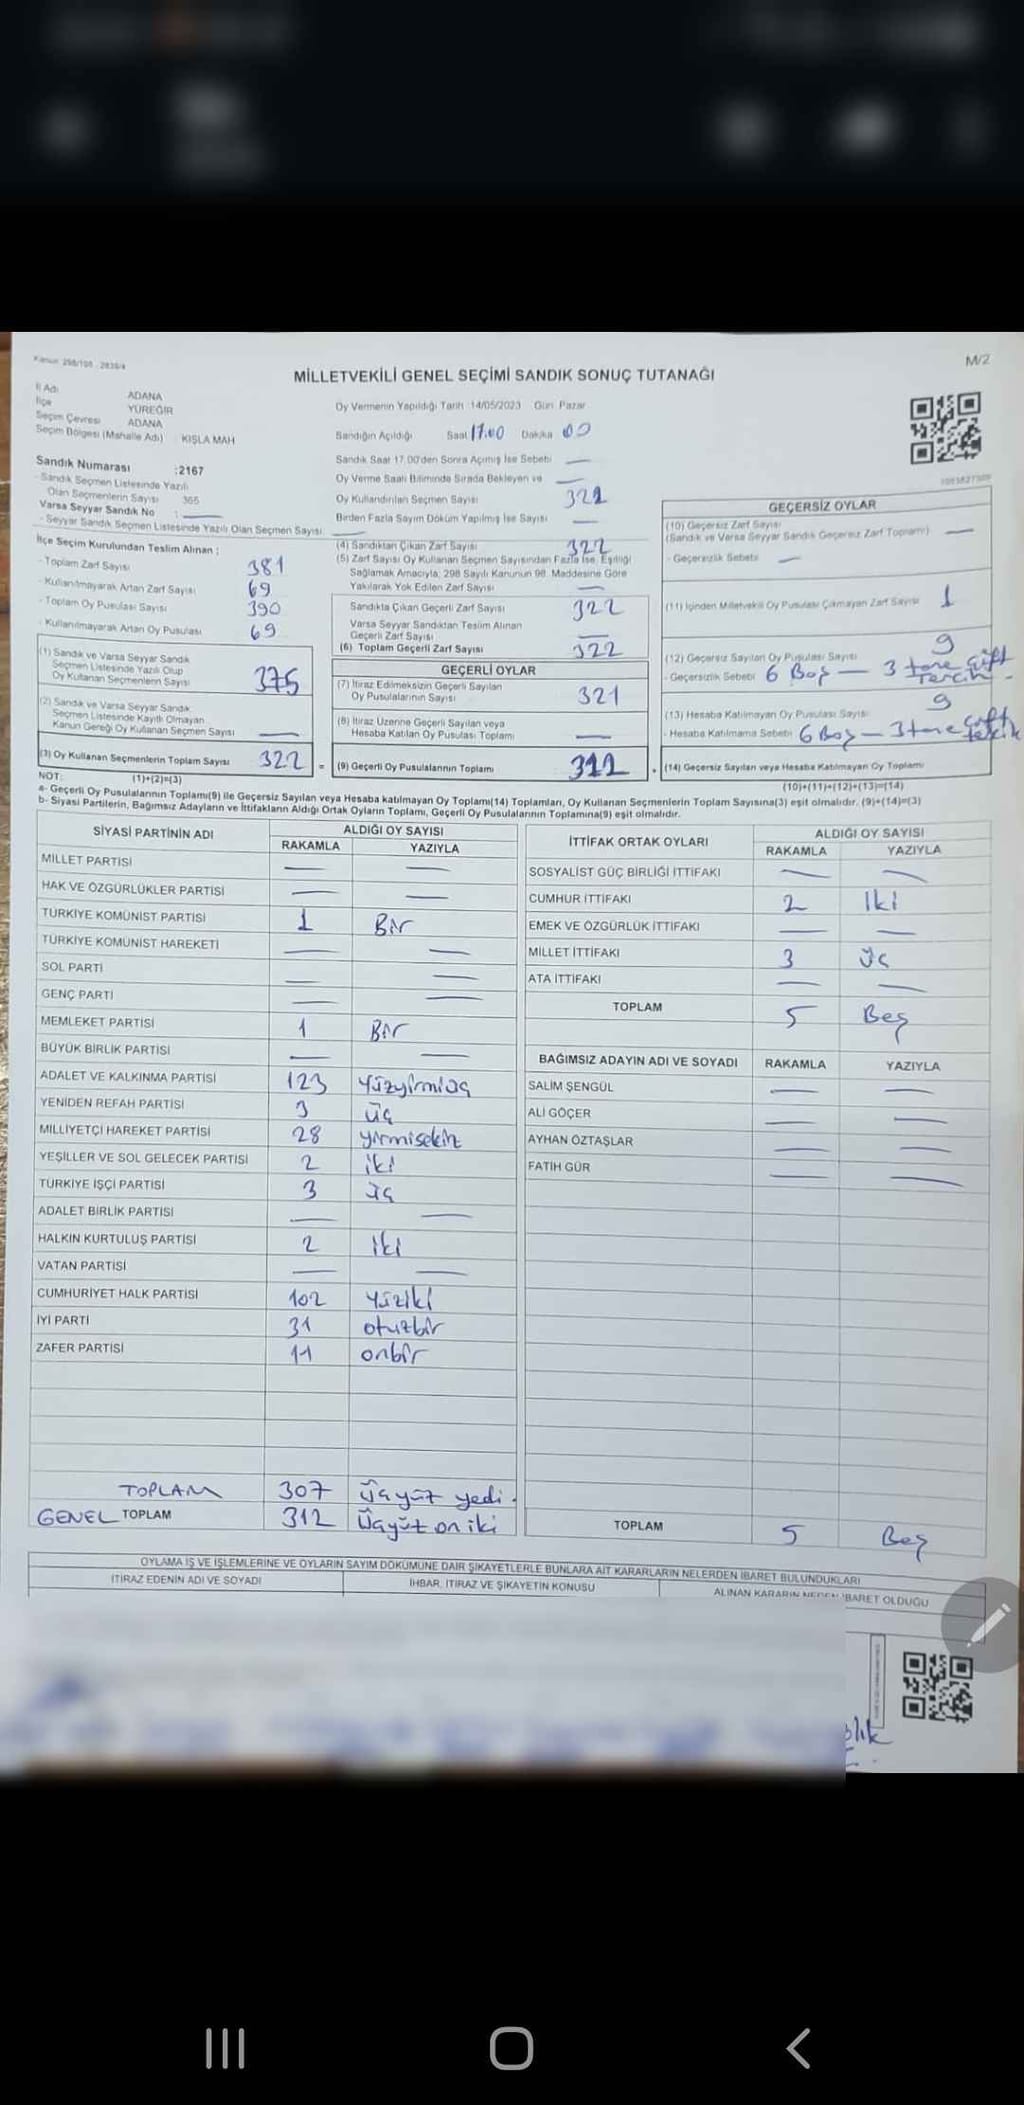 Kanun: 298/105 - 2839/4
M/2
MİLLETVEKİLİ GENEL SEÇİMİ SANDIK SONUÇ TUTANAĞI
İl Adı ADANA
İlçe YÜREĞİR
Seçim Çevresi ADANA
Seçim Bölgesi (Mahalle Adı) : KIŞLA MAH
Sandık Numarası :2167
- Sandık Seçmen Listesinde Yazılı
Olan Seçmenlerin Sayısı 365
Varsa Seyyar Sandık No :
- Seyyar Sandık Seçmen Listesinde Yazılı Olan Seçmen Sayısı:
İlçe Seçim Kurulundan Teslim Alınan ;
- Toplam Zarf Sayısı 381
- Kullanılmayarak Artan Zarf Sayısı 69
- Toplam Oy Pusulası Sayısı 390
- Kullanılmayarak Artan Oy Pusulası 69
(1) Sandık ve Varsa Seyyar Sandık
Seçmen Listesinde Yazılı Olup
Oy Kullanan Seçmenlerin Sayısı 375
(2) Sandık ve Varsa Seyyar Sandık
Seçmen Listesinde Kayıtlı Olmayan
Kanun Gereği Oy Kullanan Seçmen Sayısı —
(3) Oy Kullanan Seçmenlerin Toplam Sayısı 322 =
Oy Vermenin Yapıldığı Tarih :14/05/2023 Gün: Pazar
Sandığın Açıldığı Saat 17.00 Dakika 00
Sandık Saat 17.00'den Sonra Açılmış İse Sebebi —
Oy Verme Saati Bitiminde Sırada Bekleyen ve —
Oy Kullandırılan Seçmen Sayısı 321
Birden Fazla Sayım Döküm Yapılmış İse Sayısı —
(4) Sandıktan Çıkan Zarf Sayısı 322
(5) Zarf Sayısı Oy Kullanan Seçmen Sayısından Fazla İse, Eşitliği
Sağlamak Amacıyla, 298 Sayılı Kanunun 98. Maddesine Göre
Yakılarak Yok Edilen Zarf Sayısı —
Sandıkta Çıkan Geçerli Zarf Sayısı 322
Varsa Seyyar Sandıktan Teslim Alınan
Geçerli Zarf Sayısı —
(6) Toplam Geçerli Zarf Sayısı 322
GEÇERLİ OYLAR
(7) İtiraz Edilmeksizin Geçerli Sayılan
Oy Pusulalarının Sayısı 321
(8) İtiraz Üzerine Geçerli Sayılan veya
Hesaba Katılan Oy Pusulası Toplamı —
(9) Geçerli Oy Pusulalarının Toplamı 312
GEÇERSİZ OYLAR
(10) Geçersiz Zarf Sayısı
(Sandık ve Varsa Seyyar Sandık Geçersiz Zarf Toplamı) —
- Geçersizlik Sebebi —
(11) İçinden Milletvekili Oy Pusulası Çıkmayan Zarf Sayısı 1
(12) Geçersiz Sayılan Oy Pusulası Sayısı 9
- Geçersizlik Sebebi 6 Boş — 3 tane çift tercih
(13) Hesaba Katılmayan Oy Pusulası Sayısı 9
- Hesaba Katılmama Sebebi 6 Boş — 3 tane çift
(14) Geçersiz Sayılan veya Hesaba Katılmayan Oy Toplamı
(10)+(11)+(12)+(13)=(14)
NOT: (1)+(2)=(3)
a- Geçerli Oy Pusulalarının Toplamı(9) ile Geçersiz Sayılan veya Hesaba katılmayan Oy Toplamı(14) Toplamları, Oy Kullanan Seçmenlerin Toplam Sayısına(3) eşit olmalıdır. (9)+(14)=(3)
b- Siyasi Partilerin, Bağımsız Adayların ve İttifakların Aldığı Ortak Oyların Toplamı, Geçerli Oy Pusulalarının Toplamına(9) eşit olmalıdır.
SİYASİ PARTİNİN ADI ALDIĞI OY SAYISI
RAKAMLA YAZIYLA
MİLLET PARTİSİ — —
HAK VE ÖZGÜRLÜKLER PARTİSİ — —
TÜRKİYE KOMÜNİST PARTİSİ 1 Bir
TÜRKİYE KOMÜNİST HAREKETİ — —
SOL PARTİ — —
GENÇ PARTİ — —
MEMLEKET PARTİSİ 1 Bir
BÜYÜK BİRLİK PARTİSİ — —
ADALET VE KALKINMA PARTİSİ 123 Yüzyirmiüç
YENİDEN REFAH PARTİSİ 3 üç
MİLLİYETÇİ HAREKET PARTİSİ 28 yirmisekiz
YEŞİLLER VE SOL GELECEK PARTİSİ 2 iki
TÜRKİYE İŞÇİ PARTİSİ 3 üç
ADALET BİRLİK PARTİSİ — —
HALKIN KURTULUŞ PARTİSİ 2 iki
VATAN PARTİSİ — —
CUMHURİYET HALK PARTİSİ 102 yüziki
İYİ PARTİ 31 otuzbir
ZAFER PARTİSİ 11 onbir
TOPLAM 307 Üçyüz yedi.
GENEL TOPLAM 312 Üçyüz on iki
İTTİFAK ORTAK OYLARI ALDIĞI OY SAYISI
RAKAMLA YAZIYLA
SOSYALİST GÜÇ BİRLİĞİ İTTİFAKI — —
CUMHUR İTTİFAKI 2 İki
EMEK VE ÖZGÜRLÜK İTTİFAKI — —
MİLLET İTTİFAKI 3 üç
ATA İTTİFAKI — —
TOPLAM 5 Beş
BAĞIMSIZ ADAYIN ADI VE SOYADI RAKAMLA YAZIYLA
SALİM ŞENGÜL — —
ALİ GÖÇER — —
AYHAN ÖZTAŞLAR — —
FATİH GÜR — —
TOPLAM 5 Beş
OYLAMA İŞ VE İŞLEMLERİNE VE OYLARIN SAYIM DÖKÜMÜNE DAİR ŞİKAYETLERLE BUNLARA AİT KARARLARIN NELERDEN İBARET BULUNDUKLARI
İTİRAZ EDENİN ADI VE SOYADI İHBAR, İTİRAZ VE ŞİKAYETİN KONUSU ALINAN KARARIN NEDEN İBARET OLDUĞU